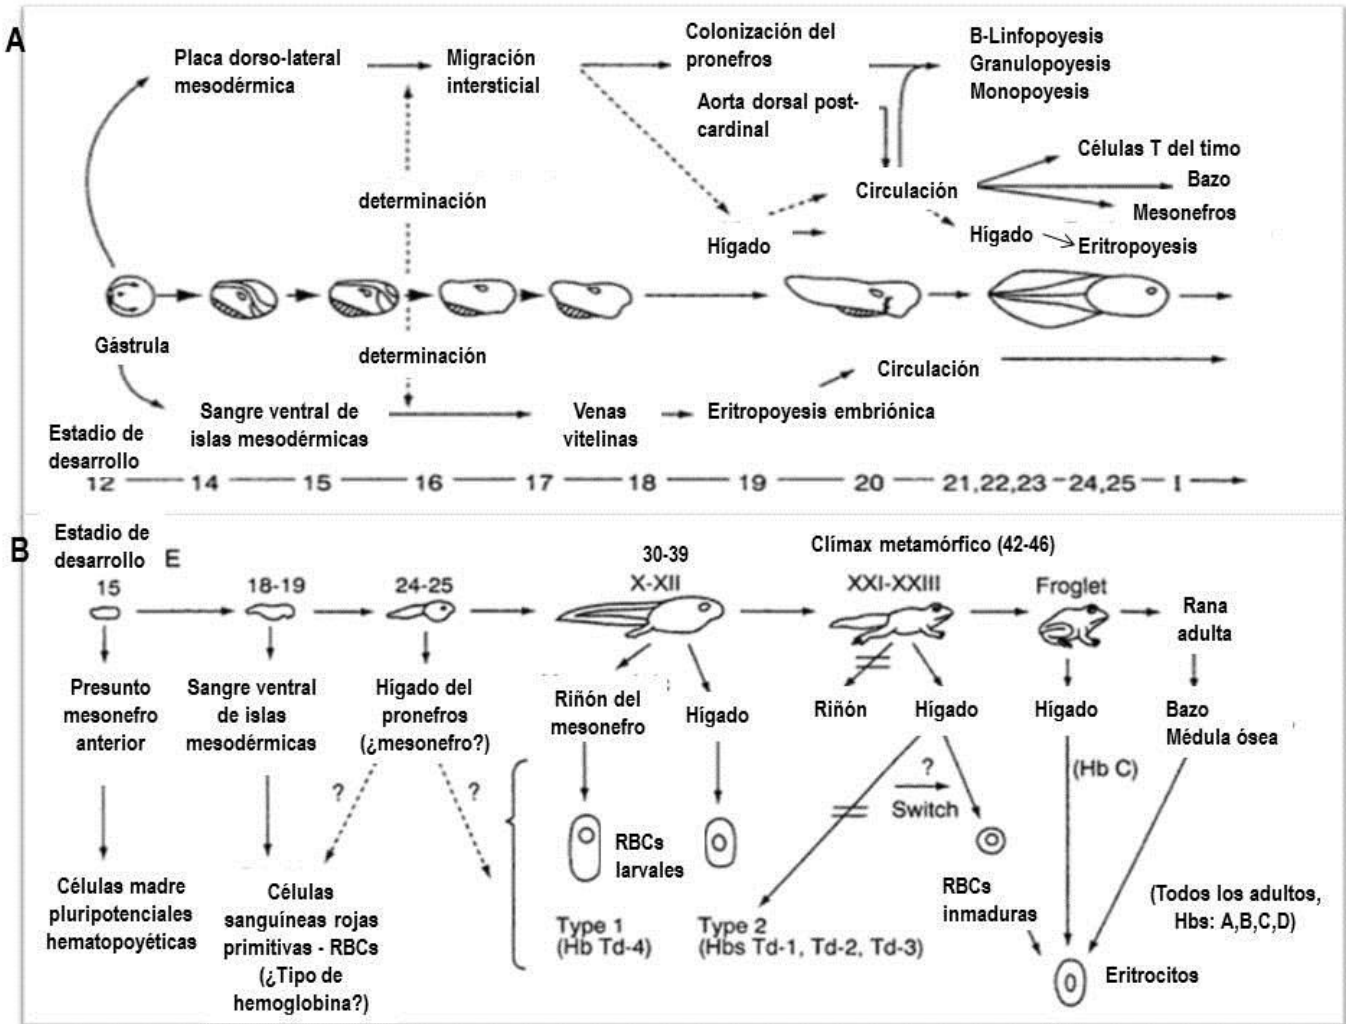 A
Placa dorso-lateral
mesodérmica
Migración
intersticial
Colonización del
pronefros
B-Linfopoyesis
Granulopoyesis
Monopoyesis
Aorta dorsal post-
cardinal
Células T del timo
Bazo
Mesonefros
Circulación
determinación
Hígado
Hígado
Eritropoyesis
Gástrula
determinación
Circulación
Sangre ventral de
islas mesodérmicas
Venas
vitelinas
Eritropoyesis embriónica
Estadio de
desarrollo
12 14 15 16 17 18 19 20 21,22,23 24,25 I
B
Estadio de
desarrollo
E
15
18-19
24-25
30-39
X-XII
Clímax metamórfico (42-46)
XXI-XXIII
Froglet
Rana
adulta
Presunto
mesonefro
anterior
Sangre ventral
de islas
mesodérmicas
Hígado del
pronefros
(¿mesonefro?)
Riñón del
mesonefro
Hígado
Riñón
Hígado
Hígado
Bazo
Médula ósea
?
?
?
Switch
(Hb C)
RBCs
larvales
Células madre
pluripotenciales
hematopoyéticas
Células
sanguíneas rojas
primitivas - RBCs
(¿Tipo de
hemoglobina?)
Type 1
(Hb Td-4)
Type 2
(Hbs Td-1, Td-2, Td-3)
RBCs
inmaduras
(Todos los adultos,
Hbs: A,B,C,D)
Eritrocitos